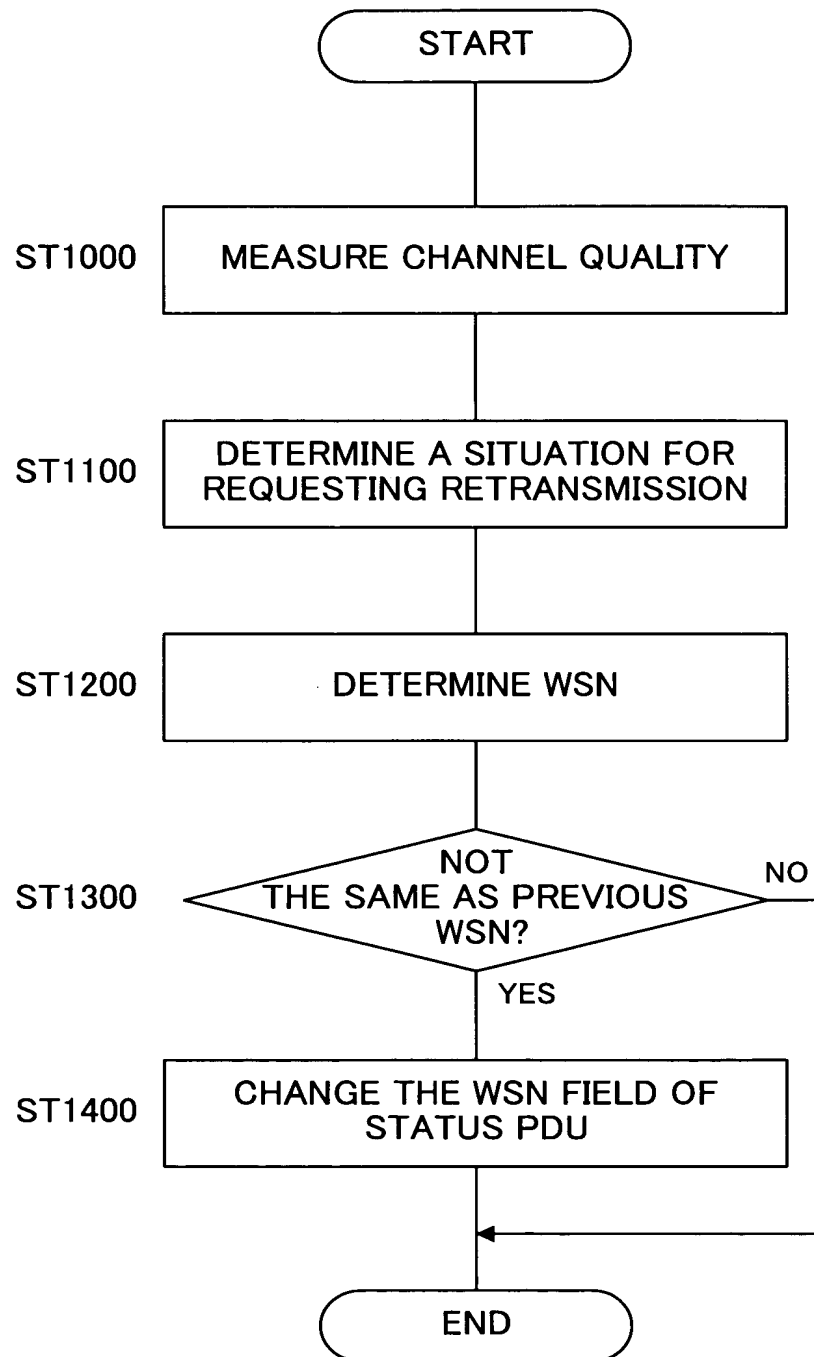 START
ST1000
MEASURE CHANNEL QUALITY
ST1100
DETERMINE A SITUATION FOR
REQUESTING RETRANSMISSION
ST1200
DETERMINE WSN
ST1300
NOT
THE SAME AS PREVIOUS
WSN?
NO
YES
ST1400
CHANGE THE WSN FIELD OF
STATUS PDU
END